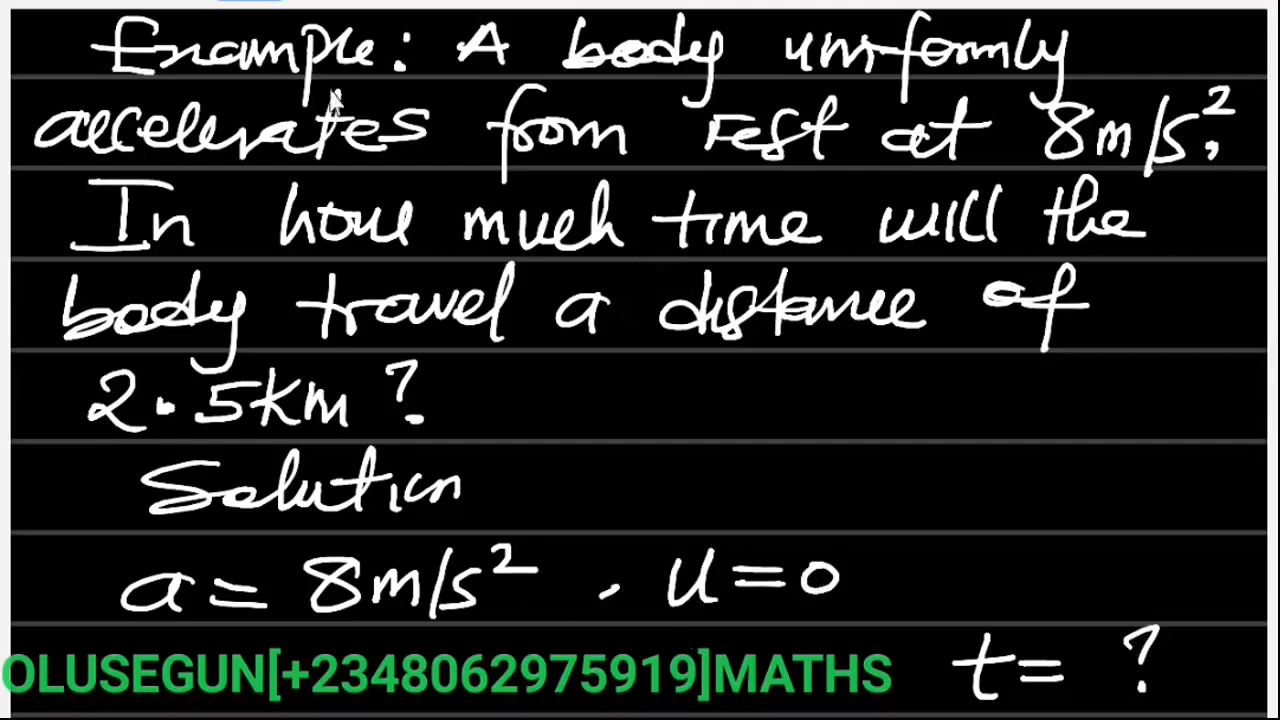 Example: A body uniformly
accelerates from rest at 8m/s².
In how much time will the
body travel a distance of
2.5km?
Solution
a = 8m/s², u = 0
t = ?
OLUSEGUN[+2348062975919]MATHS